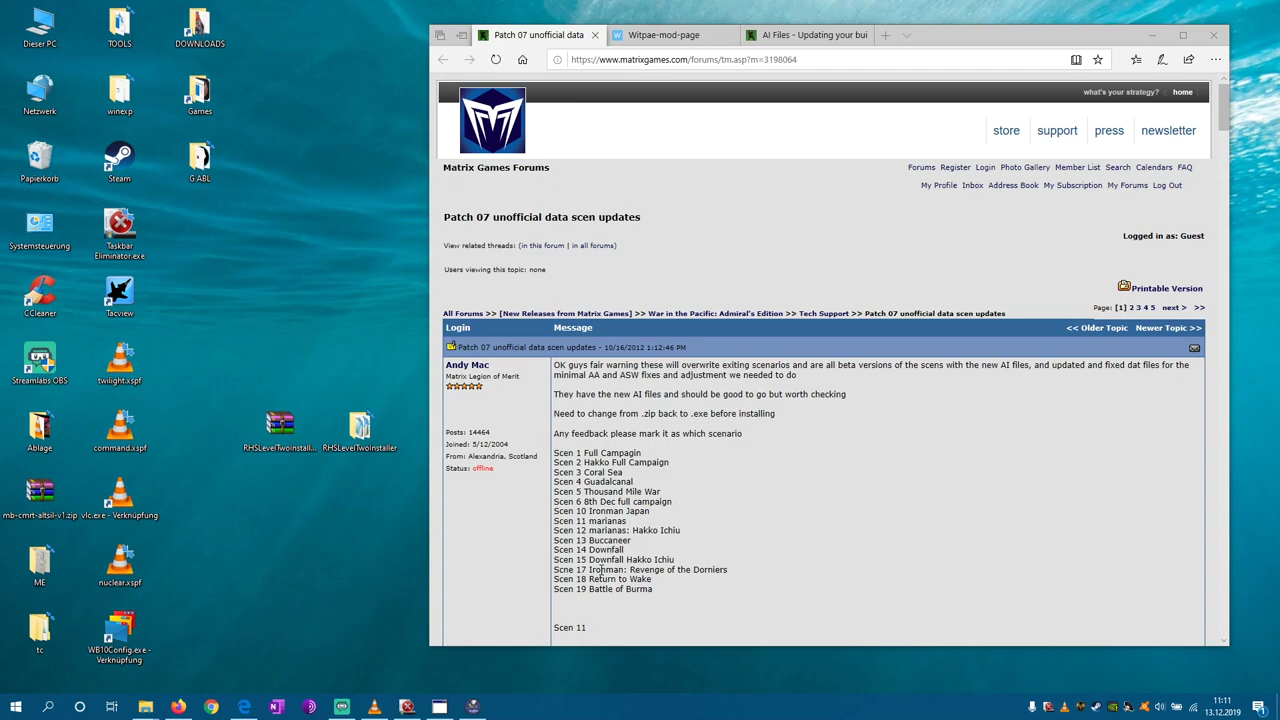 Dieser PC
TOOLS
DOWNLOADS
Netzwerk
winexp
Games
Papierkorb
Steam
G ABL
Systemsteuerung
Taskbar
Eliminator.exe
CCleaner
Tacview
Streamlabs OBS
twilight.xspf
Ablage
command.xspf
RHSLevelTwoinstall...
RHSLevelTwoinstaller
mb-cmrt-altsil-v1.zip
vlc.exe - Verknüpfung
ME
nuclear.xspf
tc
WB10Config.exe -
Verknüpfung
Patch 07 unofficial data
Witpae-mod-page
AI Files - Updating your bui
https://www.matrixgames.com/forums/tm.asp?m=3198064
what's your strategy?
home
store
support
press
newsletter
Matrix Games Forums
Forums Register Login Photo Gallery Member List Search Calendars FAQ
My Profile Inbox Address Book My Subscription My Forums Log Out
Patch 07 unofficial data scen updates
Logged in as: Guest
View related threads: (in this forum | in all forums)
Users viewing this topic: none
Printable Version
Page: [1] 2 3 4 5 next > >>
All Forums >> [New Releases from Matrix Games] >> War in the Pacific: Admiral's Edition >> Tech Support >> Patch 07 unofficial data scen updates
Login
Message
<< Older Topic Newer Topic >>
Patch 07 unofficial data scen updates - 10/16/2012 1:12:46 PM
Andy Mac
Matrix Legion of Merit
Posts: 14464
Joined: 5/12/2004
From: Alexandria, Scotland
Status: offline
OK guys fair warning these will overwrite exiting scenarios and are all beta versions of the scens with the new AI files, and updated and fixed dat files for the
minimal AA and ASW fixes and adjustment we needed to do
They have the new AI files and should be good to go but worth checking
Need to change from .zip back to .exe before installing
Any feedback please mark it as which scenario
Scen 1 Full Campagin
Scen 2 Hakko Full Campaign
Scen 3 Coral Sea
Scen 4 Guadalcanal
Scen 5 Thousand Mile War
Scen 6 8th Dec full campaign
Scen 10 Ironman Japan
Scen 11 marianas
Scen 12 marianas: Hakko Ichiu
Scen 13 Buccaneer
Scen 14 Downfall
Scen 15 Downfall Hakko Ichiu
Scne 17 Ironman: Revenge of the Dorniers
Scen 18 Return to Wake
Scen 19 Battle of Burma
Scen 11
11:11
13.12.2019